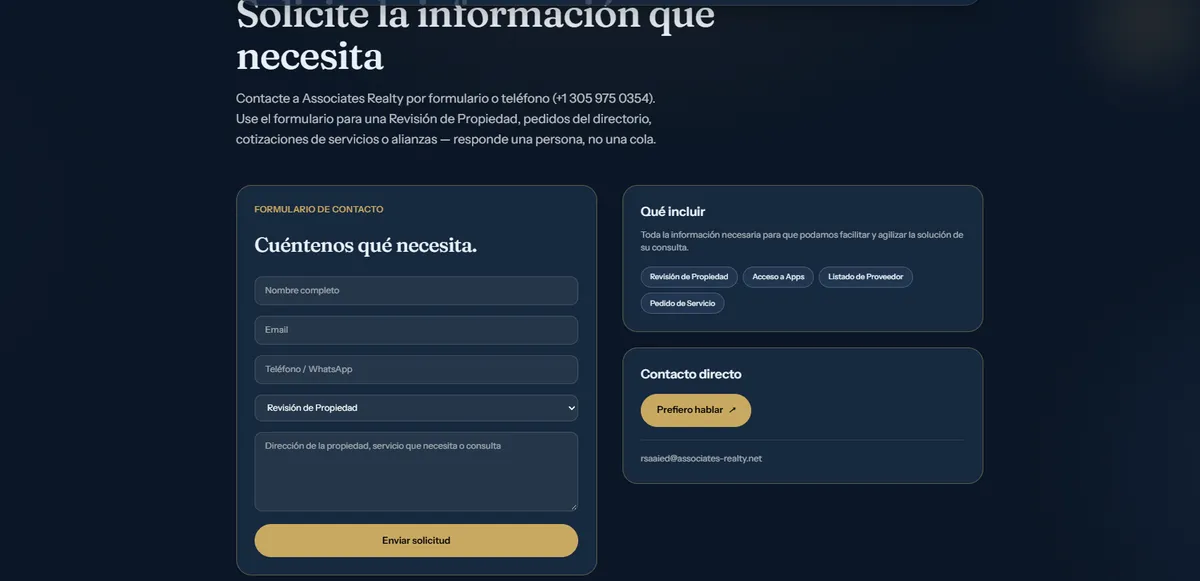 Solicite la información que
necesita
Contacte a Associates Realty por formulario o teléfono (+1 305 975 0354).
Use el formulario para una Revisión de Propiedad, pedidos del directorio,
cotizaciones de servicios o alianzas — responde una persona, no una cola.
FORMULARIO DE CONTACTO
Cuéntenos qué necesita.
Nombre completo
Email
Teléfono / WhatsApp
Revisión de Propiedad
Dirección de la propiedad, servicio que necesita o consulta
Enviar solicitud
Qué incluir
Toda la información necesaria para que podamos facilitar y agilizar la solución de
su consulta.
Revisión de Propiedad
Acceso a Apps
Listado de Proveedor
Pedido de Servicio
Contacto directo
Prefiero hablar ↗
rsaaied@associates-realty.net